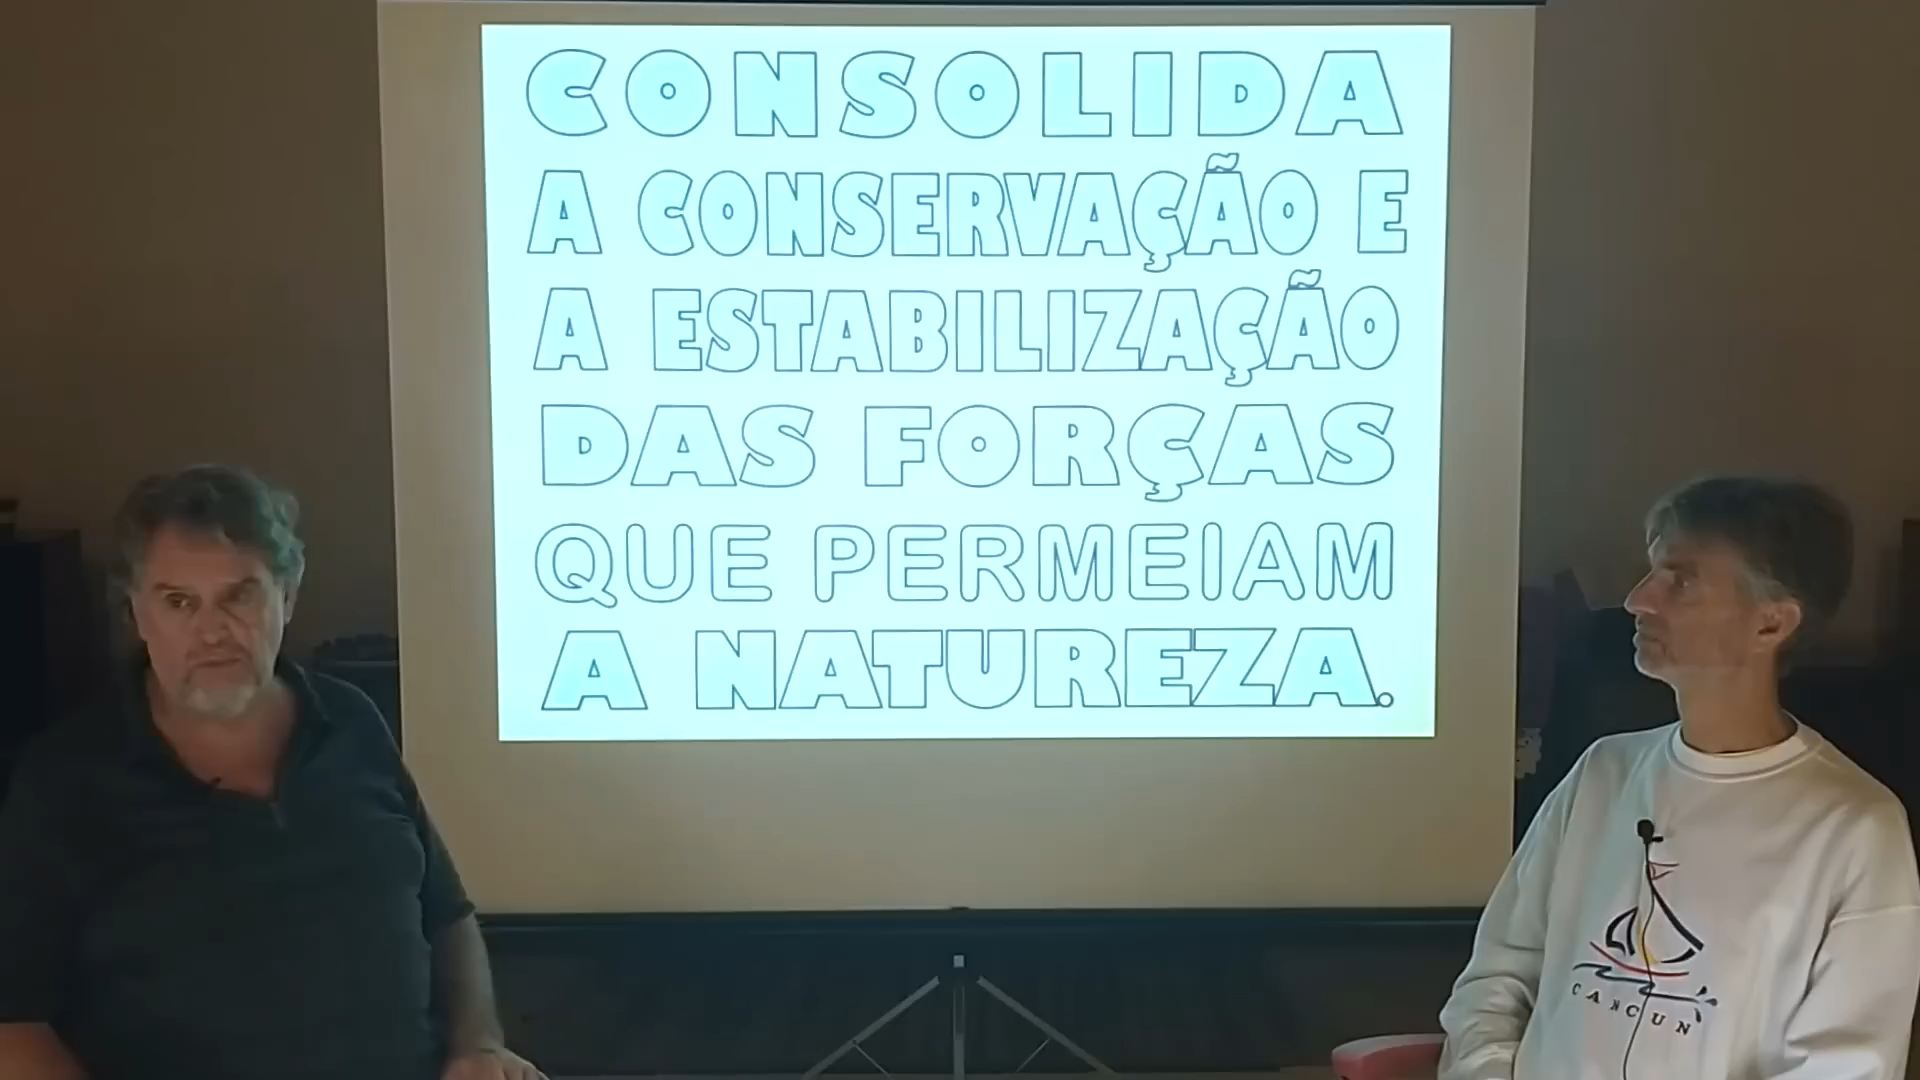 CONSOLIDA
A CONSERVAÇÃO E
A ESTABILIZAÇÃO
DAS FORÇAS
QUE PERMEIAM
A NATUREZA.
CANCUN